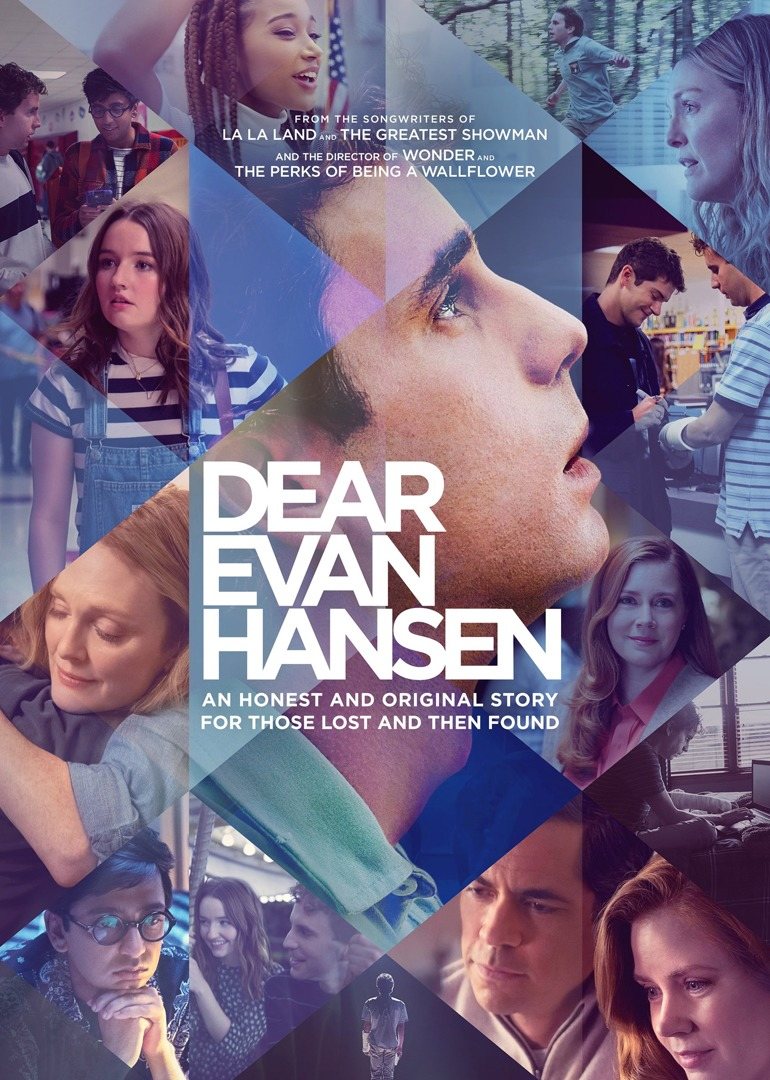 FROM THE SONGWRITERS OF
LA LA LAND AND THE GREATEST SHOWMAN
AND THE DIRECTOR OF WONDER AND
THE PERKS OF BEING A WALLFLOWER
DEAR
EVAN
HANSEN
AN HONEST AND ORIGINAL STORY
FOR THOSE LOST AND THEN FOUND